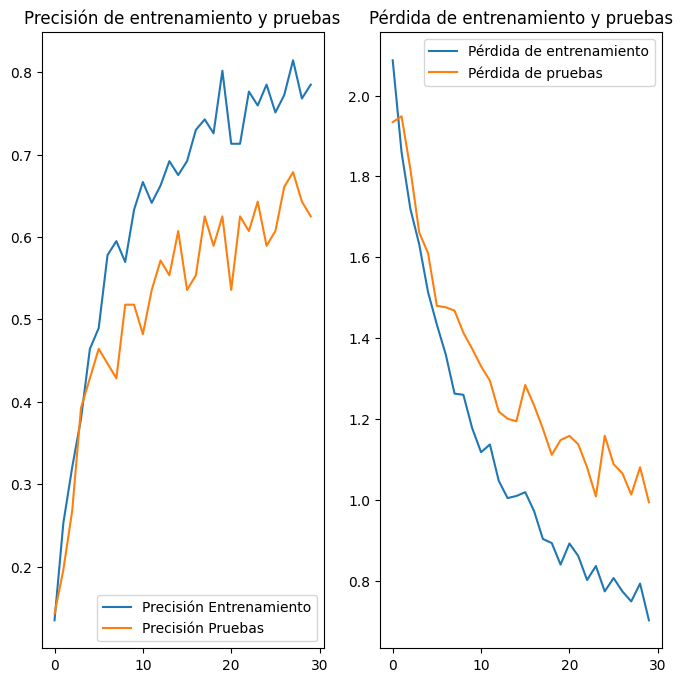 Precisión de entrenamiento y pruebas
0.8
0.7
0.6
0.5
0.4
0.3
0.2
Precisión Entrenamiento
Precisión Pruebas
0 10 20 30
Pérdida de entrenamiento y pruebas
Pérdida de entrenamiento
Pérdida de pruebas
2.0
1.8
1.6
1.4
1.2
1.0
0.8
0 10 20 30